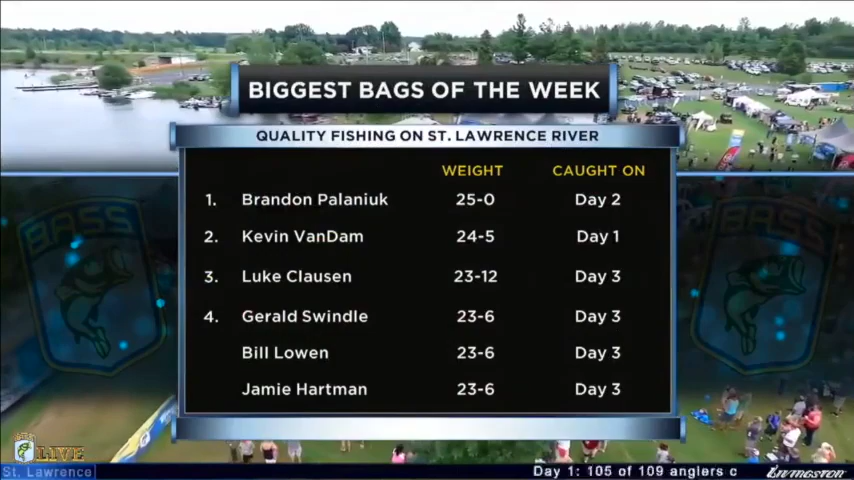 BIGGEST BAGS OF THE WEEK
QUALITY FISHING ON ST. LAWRENCE RIVER
WEIGHT CAUGHT ON
1. Brandon Palaniuk 25-0 Day 2
2. Kevin VanDam 24-5 Day 1
3. Luke Clausen 23-12 Day 3
4. Gerald Swindle 23-6 Day 3
Bill Lowen 23-6 Day 3
Jamie Hartman 23-6 Day 3
BASS BASS
LIVE
St. Lawrence Day 1: 105 of 109 anglers c LIVINGSTON